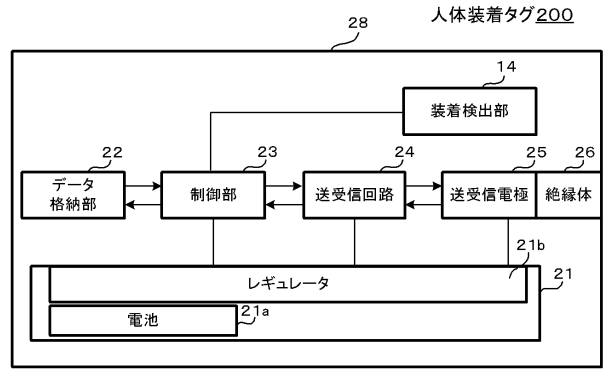 人体装着タグ200
28
14
装着検出部
22
23
24
25
26
データ
格納部
制御部
送受信回路
送受信電極
絶縁体
21b
21
レギュレータ
電池
21a